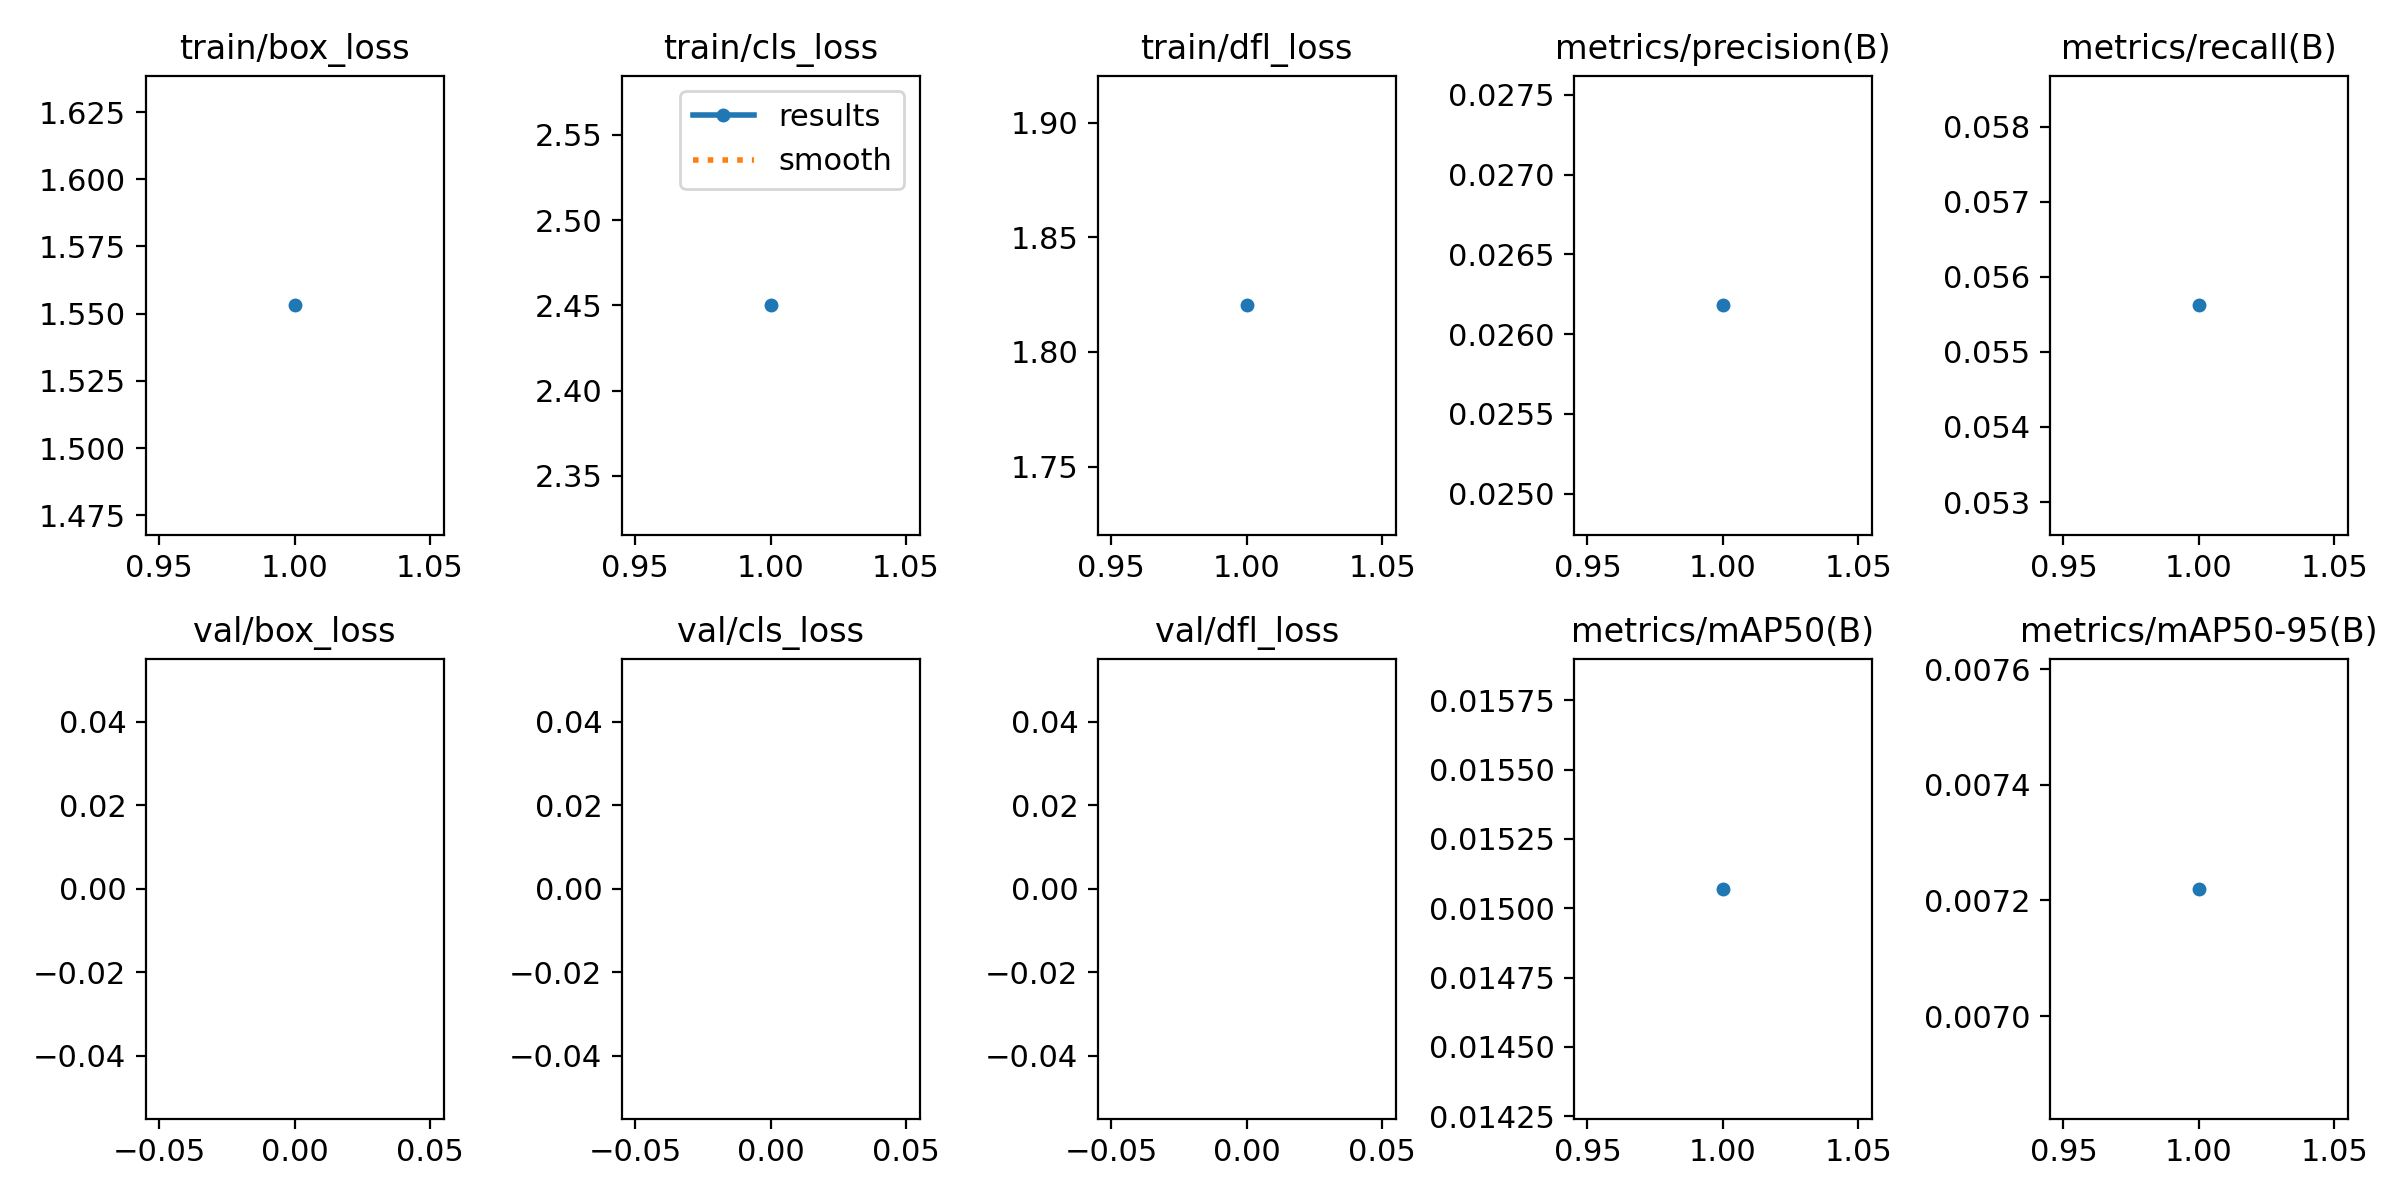 train/box_loss
1.625
1.600
1.575
1.550
1.525
1.500
1.475
0.95 1.00 1.05
train/cls_loss
results
smooth
2.55
2.50
2.45
2.40
2.35
0.95 1.00 1.05
train/dfl_loss
1.90
1.85
1.80
1.75
0.95 1.00 1.05
metrics/precision(B)
0.0275
0.0270
0.0265
0.0260
0.0255
0.0250
0.95 1.00 1.05
metrics/recall(B)
0.058
0.057
0.056
0.055
0.054
0.053
0.95 1.00 1.05
val/box_loss
0.04
0.02
0.00
−0.02
−0.04
−0.05 0.00 0.05
val/cls_loss
0.04
0.02
0.00
−0.02
−0.04
−0.05 0.00 0.05
val/dfl_loss
0.04
0.02
0.00
−0.02
−0.04
−0.05 0.00 0.05
metrics/mAP50(B)
0.01575
0.01550
0.01525
0.01500
0.01475
0.01450
0.01425
0.95 1.00 1.05
metrics/mAP50-95(B)
0.0076
0.0074
0.0072
0.0070
0.95 1.00 1.05